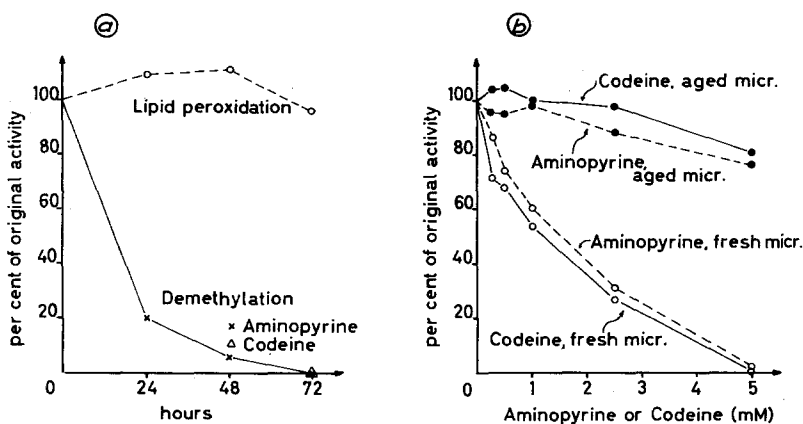 a
per cent of original activity
100
80
60
40
20
0
Lipid peroxidation
Demethylation
× Aminopyrine
△ Codeine
24 48 72
hours
b
per cent of original activity
100
80
60
40
20
0
Codeine, aged micr.
Aminopyrine, aged micr.
Aminopyrine, fresh micr.
Codeine, fresh micr.
1 2 3 4 5
Aminopyrine or Codeine (mM)